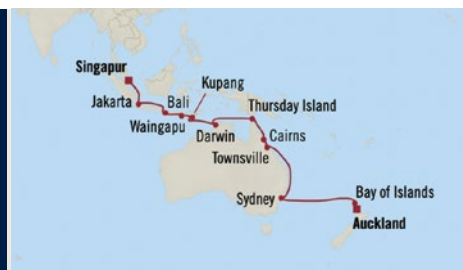 Singapur
Kupang
Bali
Jakarta
Thursday Island
Waingapu
Darwin
Cairns
Townsville
Bay of Islands
Sydney
Auckland